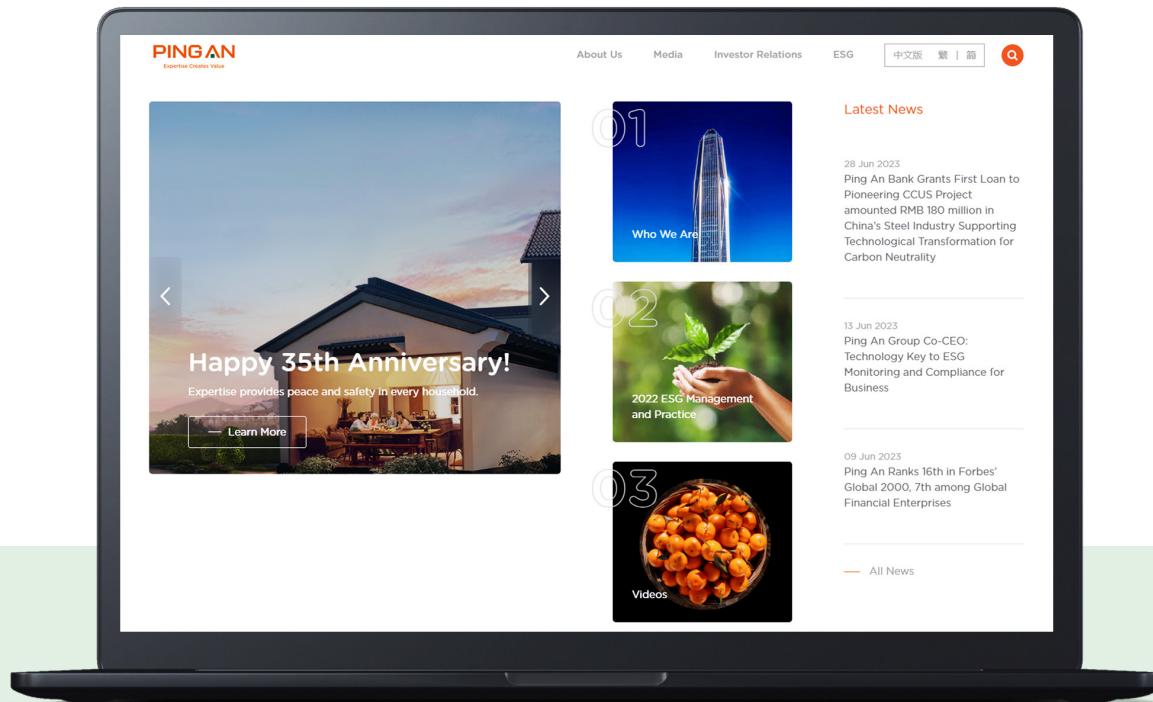 PINGAN
Expertise Creates Value
About Us
Media
Investor Relations
ESG
中文版 繁 | 简
Happy 35th Anniversary!
Expertise provides peace and safety in every household.
Learn More
01
Who We Are
02
2022 ESG Management
and Practice
03
Videos
Latest News
28 Jun 2023
Ping An Bank Grants First Loan to
Pioneering CCUS Project
amounted RMB 180 million in
China's Steel Industry Supporting
Technological Transformation for
Carbon Neutrality
13 Jun 2023
Ping An Group Co-CEO:
Technology Key to ESG
Monitoring and Compliance for
Business
09 Jun 2023
Ping An Ranks 16th in Forbes'
Global 2000, 7th among Global
Financial Enterprises
All News